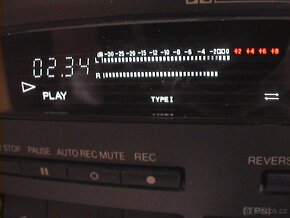 02.34
dB -30 -25 -20 -15 -12 -10 -8 -6 -4 -2 0 +2 +4 +6 +8
L
R
PLAY
TYPE I
STOP PAUSE AUTO REC MUTE REC
REVERS